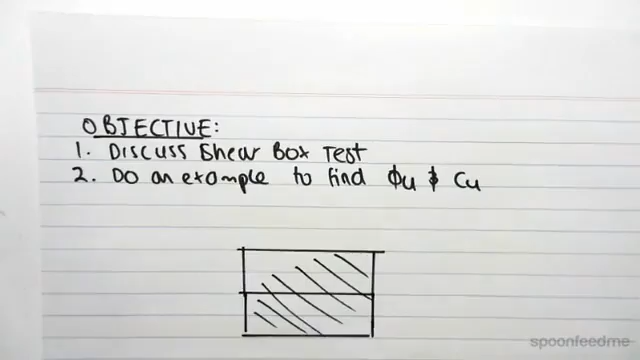 OBJECTIVE:
1. DISCUSS Shear Box Test
2. Do an example to find ϕu & Cu
spoonfeedme